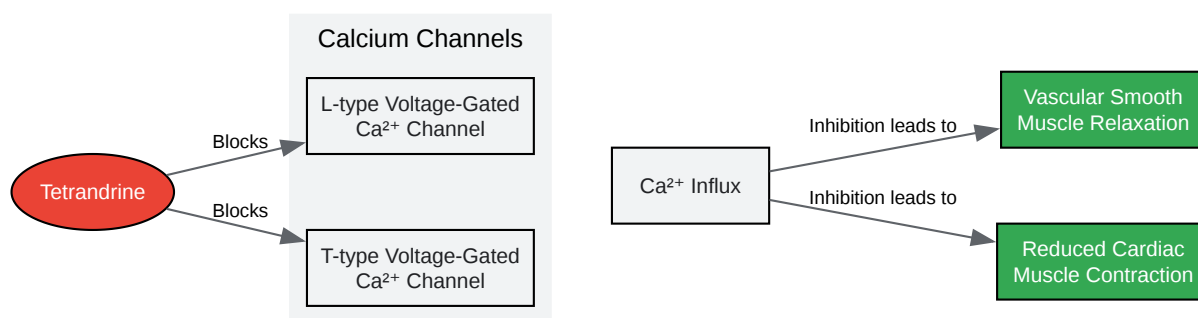 Calcium Channels
L-type Voltage-Gated
Ca²⁺ Channel
Blocks
Tetrandrine
Blocks
T-type Voltage-Gated
Ca²⁺ Channel
Ca²⁺ Influx
Inhibition leads to
Vascular Smooth
Muscle Relaxation
Inhibition leads to
Reduced Cardiac
Muscle Contraction